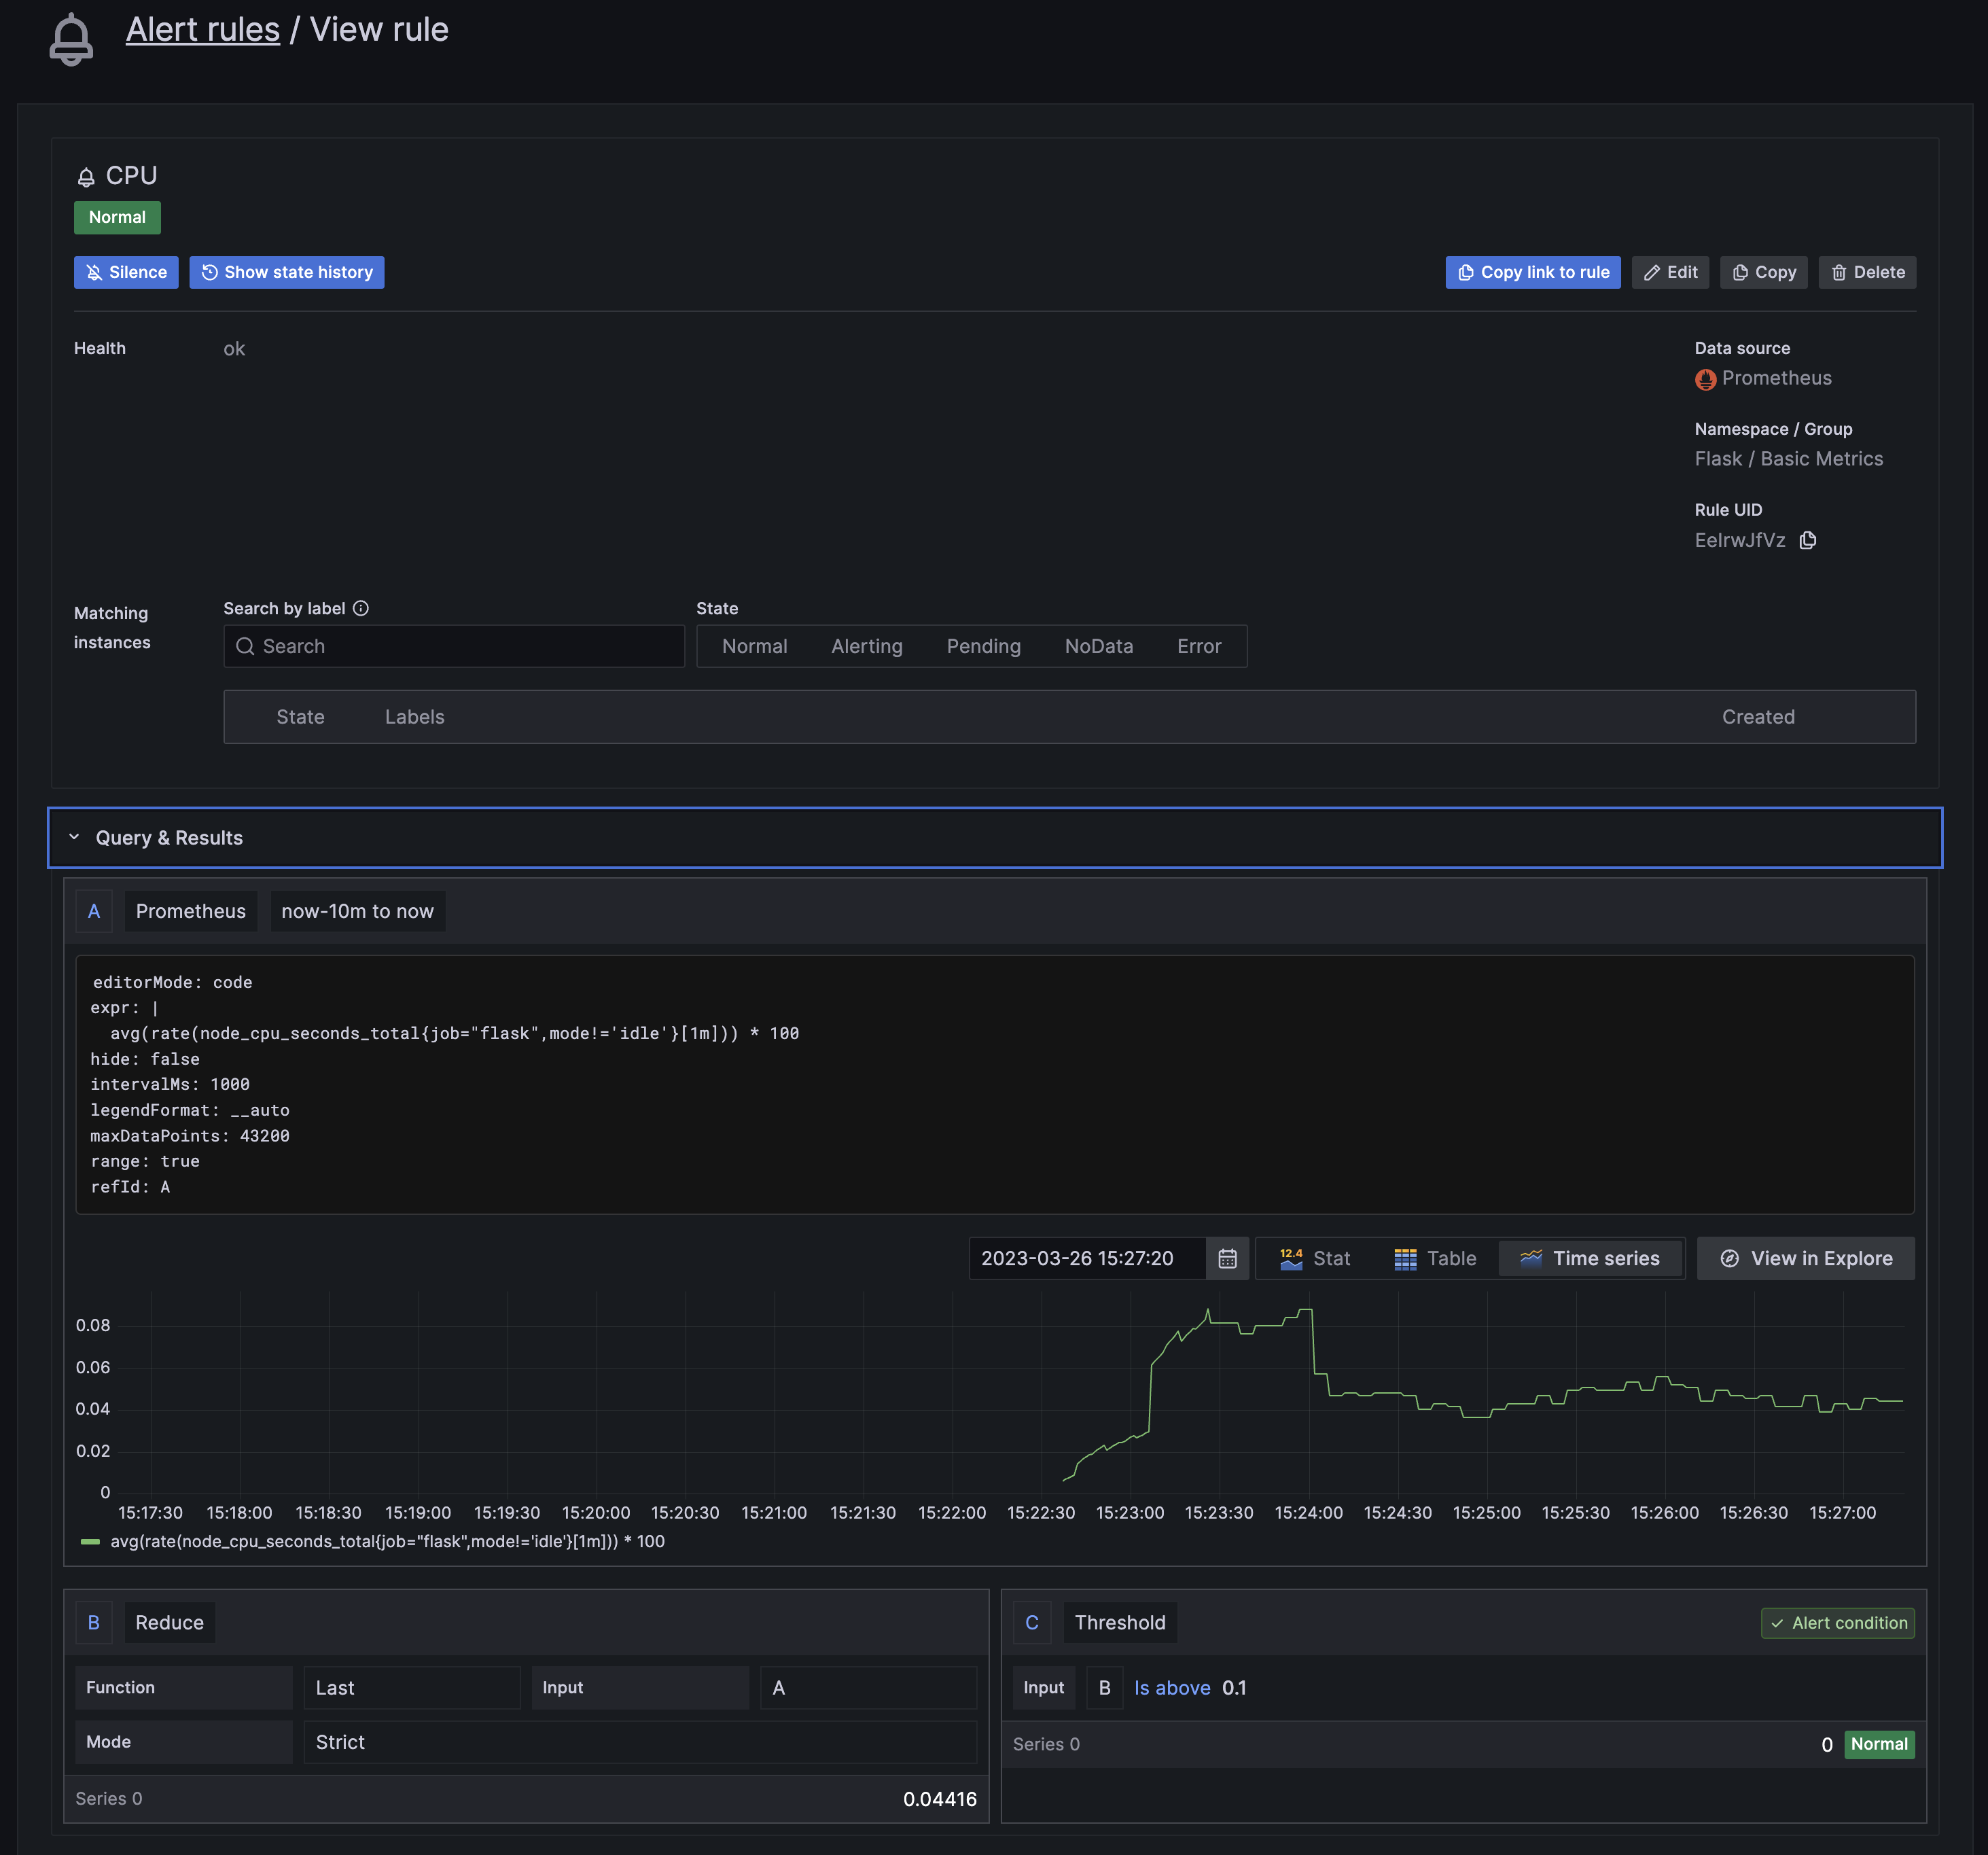 Alert rules / View rule
CPU
Normal
Silence
Show state history
Copy link to rule
Edit
Copy
Delete
Health
ok
Data source
Prometheus
Namespace / Group
Flask / Basic Metrics
Rule UID
EeIrwJfVz
Matching
instances
Search by label
Search
State
Normal
Alerting
Pending
NoData
Error
State
Labels
Created
Query & Results
A
Prometheus
now-10m to now
editorMode: code
expr: |
avg(rate(node_cpu_seconds_total{job="flask",mode!='idle'}[1m])) * 100
hide: false
intervalMs: 1000
legendFormat: __auto
maxDataPoints: 43200
range: true
refId: A
2023-03-26 15:27:20
12.4
Stat
Table
Time series
View in Explore
0.08
0.06
0.04
0.02
0
15:17:30 15:18:00 15:18:30 15:19:00 15:19:30 15:20:00 15:20:30 15:21:00 15:21:30 15:22:00 15:22:30 15:23:00 15:23:30 15:24:00 15:24:30 15:25:00 15:25:30 15:26:00 15:26:30 15:27:00
avg(rate(node_cpu_seconds_total{job="flask",mode!='idle'}[1m])) * 100
B
Reduce
Function
Last
Input
A
Mode
Strict
Series 0
0.04416
C
Threshold
Alert condition
Input
B
Is above 0.1
Series 0
0
Normal